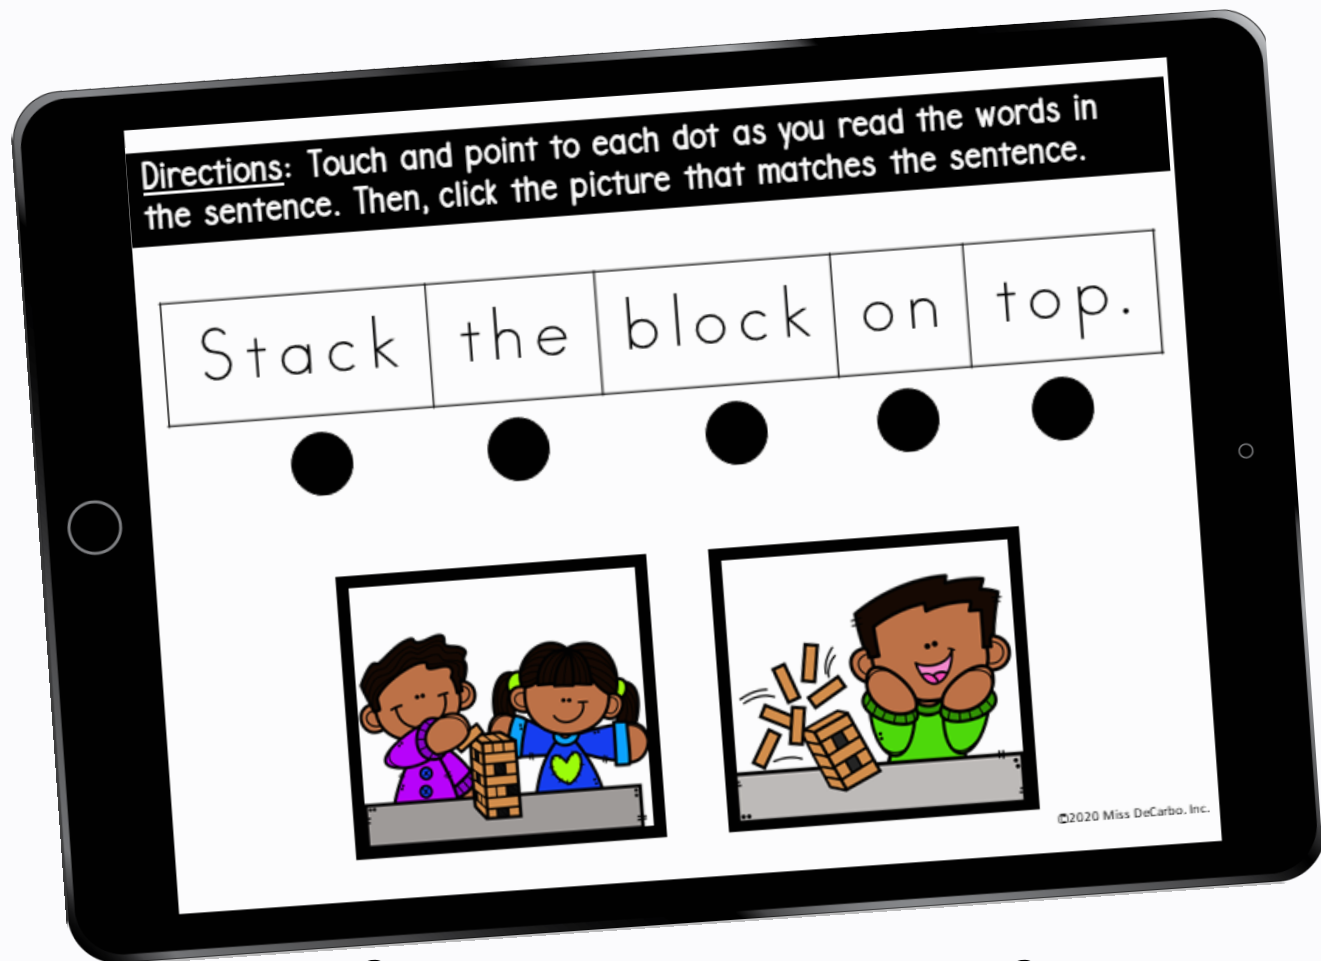 Directions: Touch and point to each dot as you read the words in
the sentence. Then, click the picture that matches the sentence.
Stack the block on top.
©2020 Miss DeCarbo, Inc.